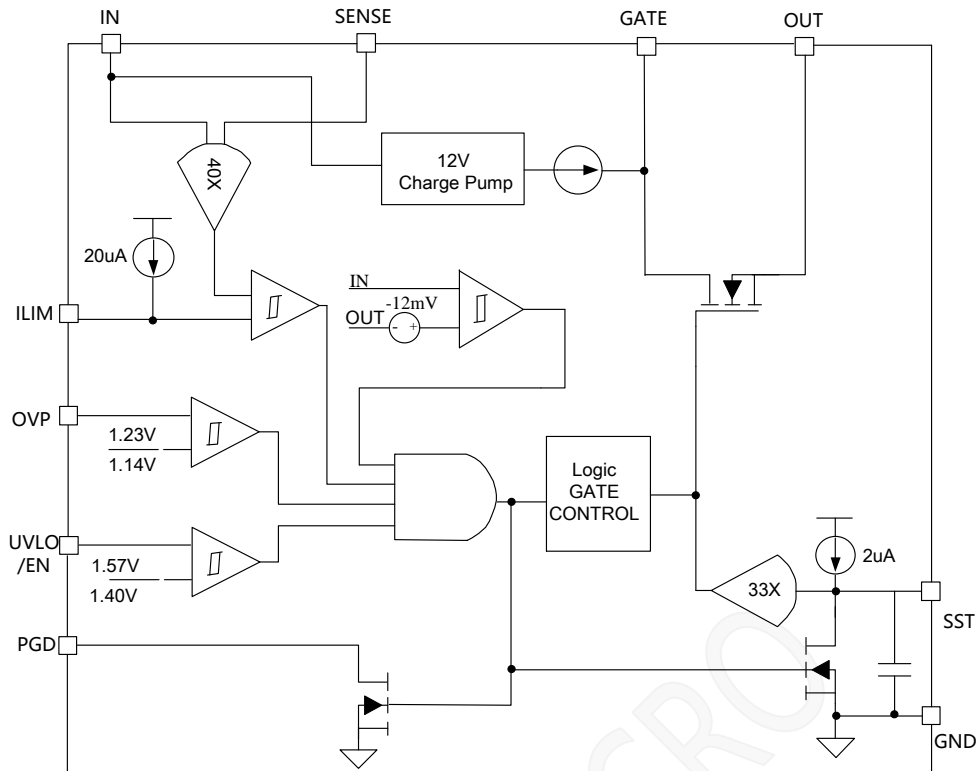 IN
SENSE
GATE
OUT
40X
12V
Charge Pump
20uA
ILIM
IN
-12mV
OUT
- +
OVP
1.23V
1.14V
Logic
GATE
CONTROL
UVLO
/EN
1.57V
1.40V
2uA
33X
SST
PGD
GND